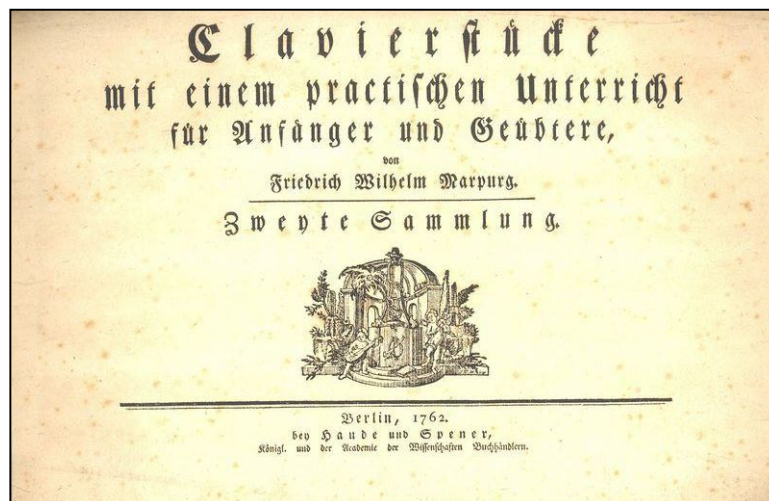 Clavierstücke
mit einem practischen Unterricht
für Anfänger und Geübtere,
von
Friedrich Wilhelm Marpurg.
Zweyte Sammlung.
Berlin, 1762.
bey Haude und Spener,
Königl. und der Academie der Wissenschaften Buchhändlern.